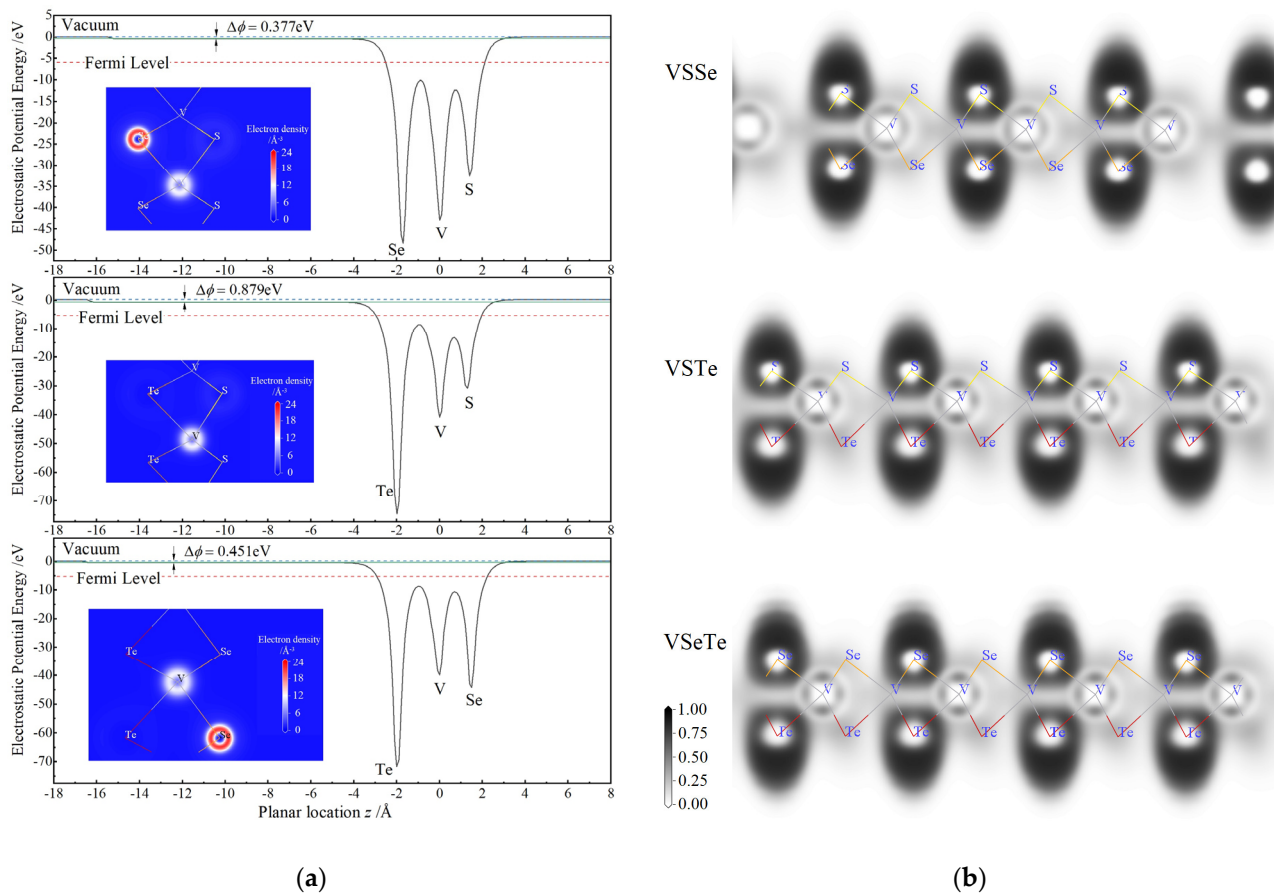 Electrostatic Potential Energy /eV
5
0
-5
-10
-15
-20
-25
-30
-35
-40
-45
-50
Vacuum
Δϕ = 0.377eV
Fermi Level
Electron density
/Å⁻³
24
18
12
6
0
V
S
Se
S
Se
V
S
-18 -16 -14 -12 -10 -8 -6 -4 -2 0 2 4 6 8
Electrostatic Potential Energy /eV
0
-10
-20
-30
-40
-50
-60
-70
Vacuum
Δϕ = 0.879eV
Fermi Level
Electron density
/Å⁻³
24
18
12
6
0
V
Te
S
V
Te
S
Te
V
S
-18 -16 -14 -12 -10 -8 -6 -4 -2 0 2 4 6 8
Electrostatic Potential Energy /eV
0
-10
-20
-30
-40
-50
-60
-70
Vacuum
Δϕ = 0.451eV
Fermi Level
Electron density
/Å⁻³
24
18
12
6
0
Te
Se
V
Te
Se
Te
V
Se
-18 -16 -14 -12 -10 -8 -6 -4 -2 0 2 4 6 8
Planar location z /Å
(a)
VSSe
S S S S S
V V V V V
Se Se Se Se Se
VSTe
S S S S S S S
V V V V V V V
Te Te Te Te Te Te Te
VSeTe
Se Se Se Se Se Se Se
V V V V V V V
Te Te Te Te Te Te Te
1.00
0.75
0.50
0.25
0.00
(b)